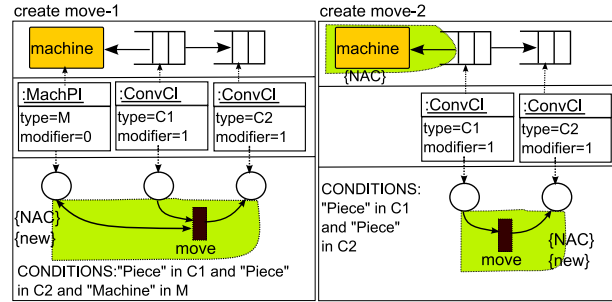 create move-1
machine
:MachPl
type=M
modifier=0
:ConvCl
type=C1
modifier=1
:ConvCl
type=C2
modifier=1
{NAC}
{new}
move
CONDITIONS:"Piece" in C1 and "Piece"
in C2 and "Machine" in M
create move-2
machine
{NAC}
:ConvCl
type=C1
modifier=1
:ConvCl
type=C2
modifier=1
CONDITIONS:
"Piece" in C1
and "Piece"
in C2
{NAC}
{new}
move